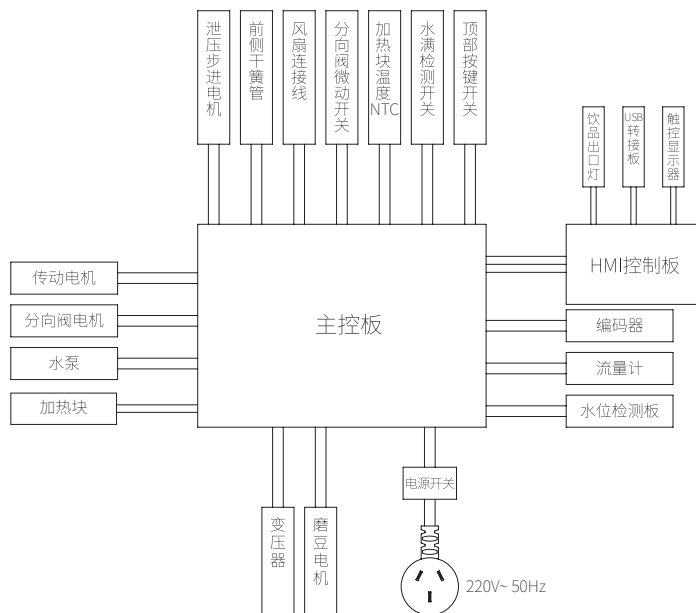 泄压步进电机
前侧干簧管
风扇连接线
分向阀微动开关
加热块温度NTC
水满检测开关
顶部按键开关
饮品出口灯
USB转接板
触控显示器
HMI控制板
传动电机
分向阀电机
水泵
加热块
主控板
编码器
流量计
水位检测板
电源开关
变压器
磨豆电机
220V~ 50Hz